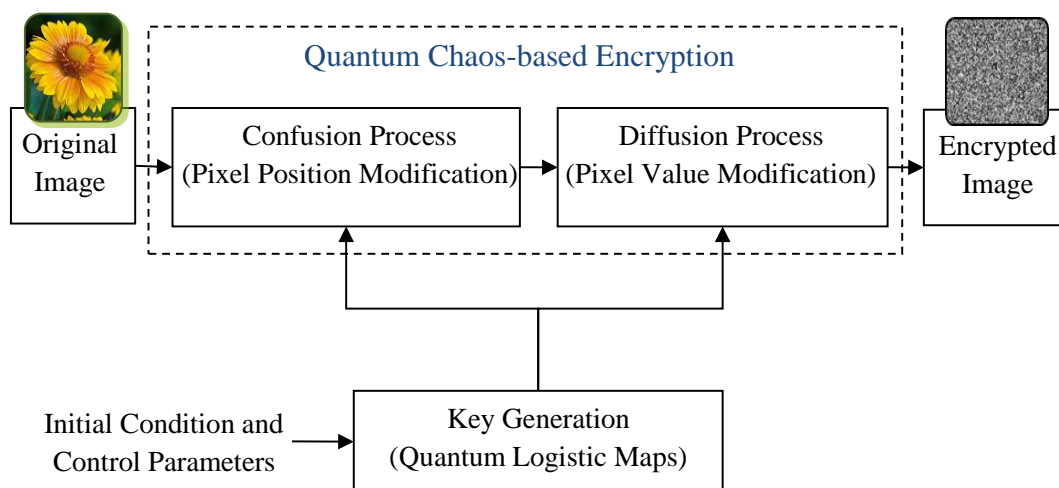 Quantum Chaos-based Encryption
Original
Image
Confusion Process
(Pixel Position Modification)
Diffusion Process
(Pixel Value Modification)
Encrypted
Image
Initial Condition and
Control Parameters
Key Generation
(Quantum Logistic Maps)